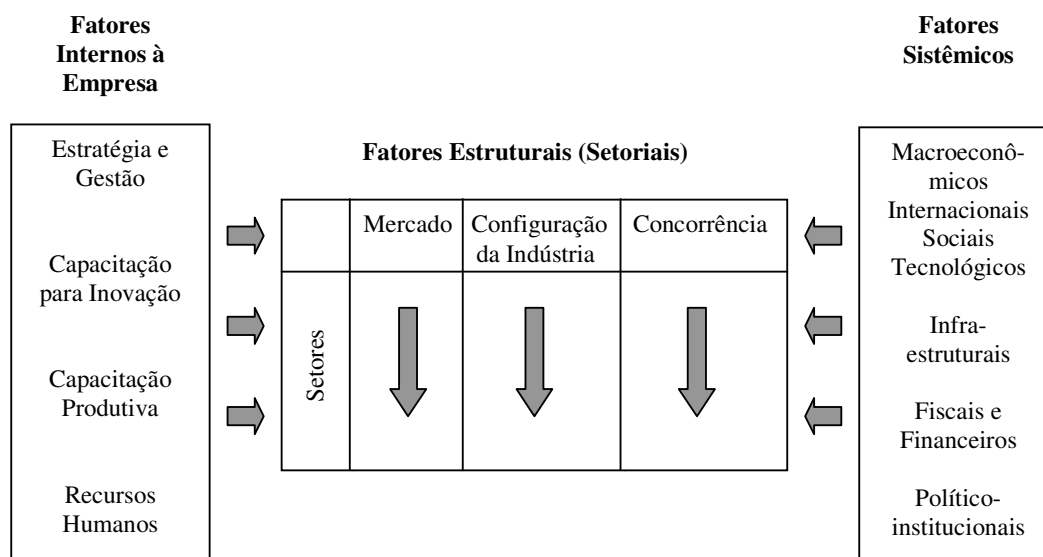 Fatores
Internos à
Empresa
Estratégia e
Gestão
Capacitação
para Inovação
Capacitação
Produtiva
Recursos
Humanos
Fatores Estruturais (Setoriais)
Mercado
Configuração
da Indústria
Concorrência
Setores
Fatores
Sistêmicos
Macroeconô-
micos
Internacionais
Sociais
Tecnológicos
Infra-
estruturais
Fiscais e
Financeiros
Político-
institucionais